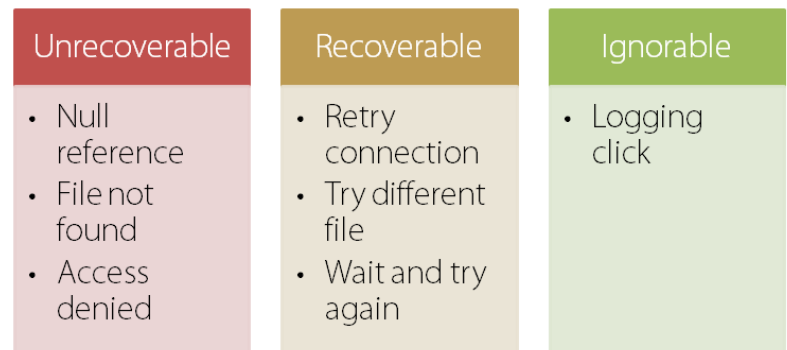 Unrecoverable
• Null
reference
• File not
found
• Access
denied
Recoverable
• Retry
connection
• Try different
file
• Wait and try
again
Ignorable
• Logging
click